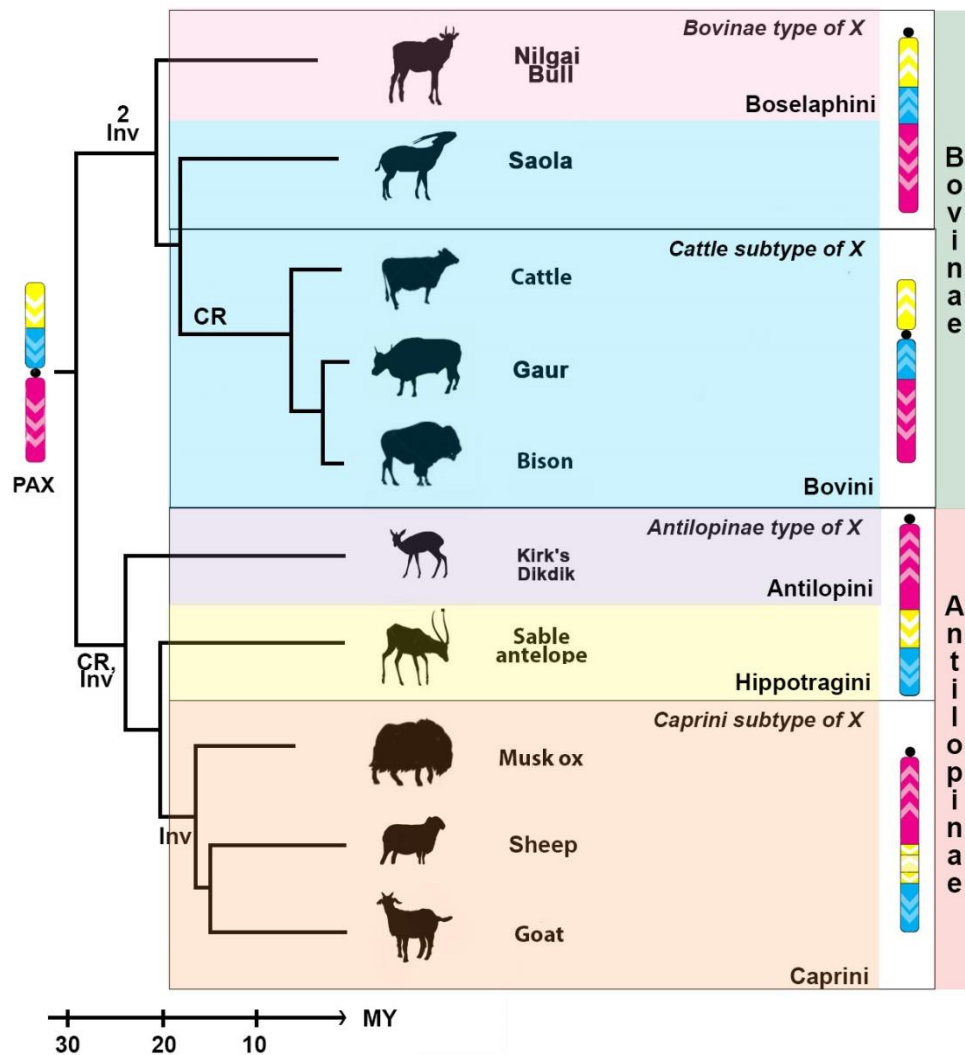 Bovinae type of X
Nilgai
Bull
Boselaphini
2
Inv
Saola
Bovinae
Cattle subtype of X
Cattle
CR
Gaur
Bison
Bovini
PAX
Antilopinae type of X
Kirk's
Dikdik
Antilopini
CR,
Inv
Sable
antelope
Hippotragini
Antilopinae
Caprini subtype of X
Musk ox
Inv
Sheep
Goat
Caprini
MY
30 20 10